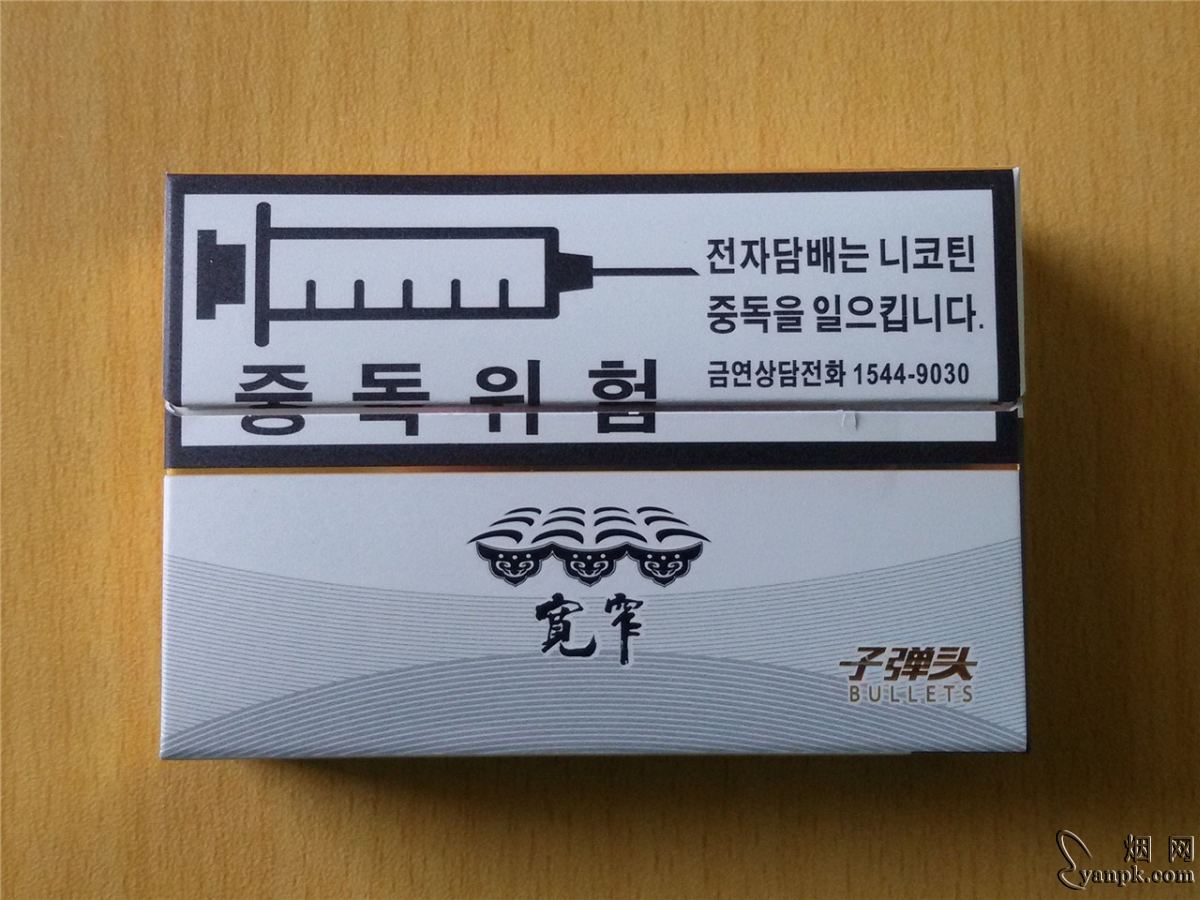 전자담배는 니코틴
중독을 일으킵니다.
금연상담전화 1544-9030
중독위험
寬窄
子弹头
BULLETS
烟网
yanpk.com